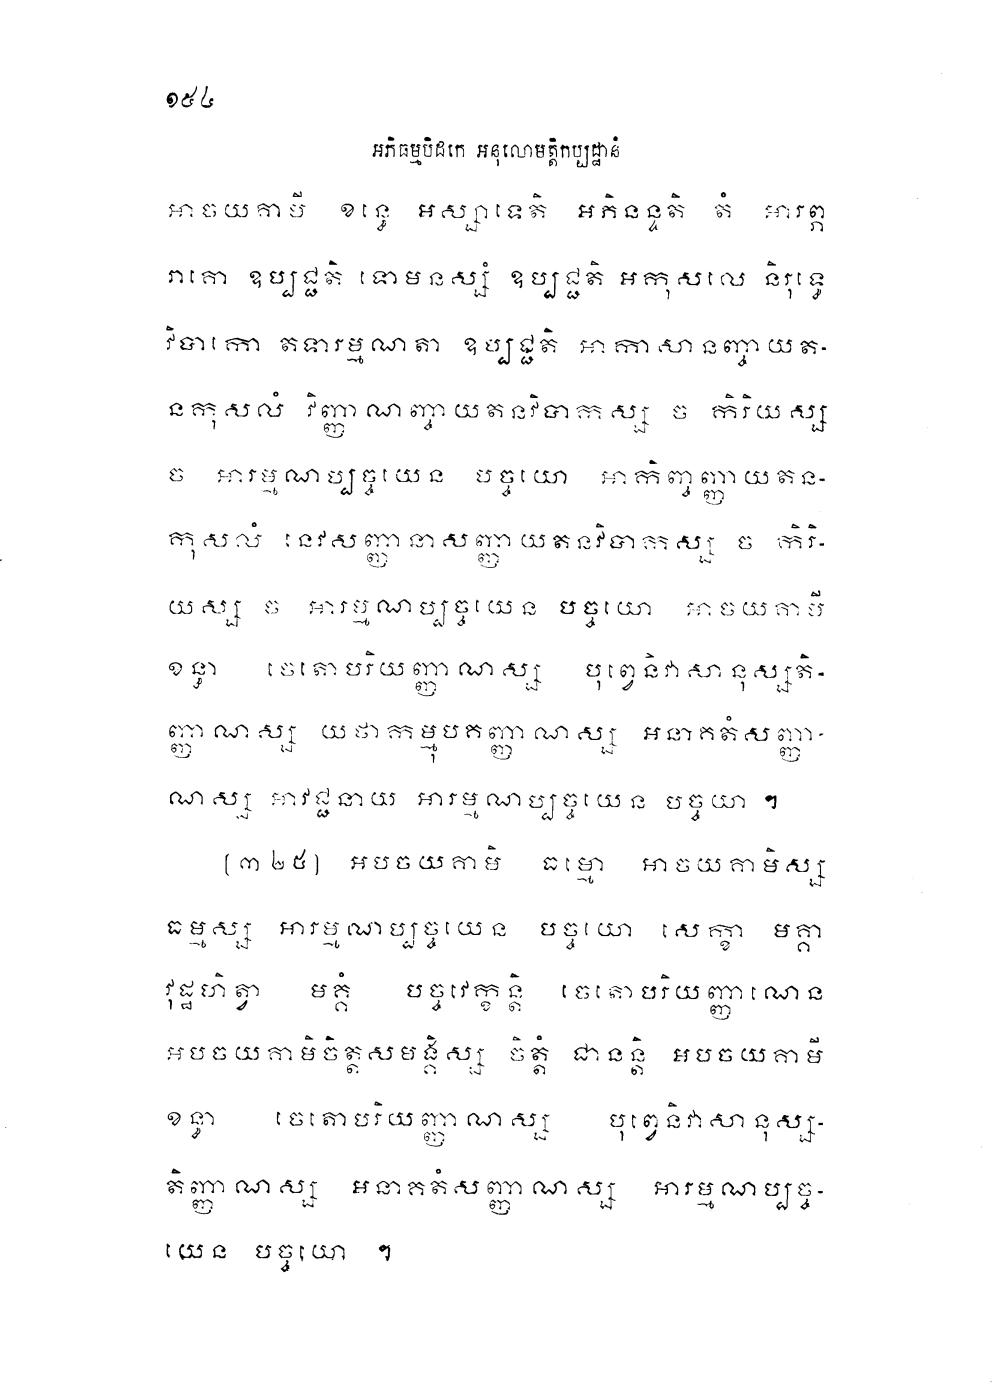 ១៥៤
អភិធម្មបិដកេ អនុលោមត្តិកប្បដ្ឋានំ
អាចយគាមី ខន្ធេ អស្សាទេតិ អភិនន្ទតិ តំ អារព្ភ
រាគោ ឧប្បជ្ជតិ ទោមនស្សំ ឧប្បជ្ជតិ អកុសលេ និរុទ្ធេ
វិបាកោ តទារម្មណតា ឧប្បជ្ជតិ អាកាសានញ្ចាយត-
នកុសលំ វិញ្ញាណញ្ចាយតនវិបាកស្ស ច កិរិយស្ស
ច អារម្មណប្បច្ចយេន បច្ចយោ អាកិញ្ចញ្ញាយតន-
កុសលំ នេវសញ្ញានាសញ្ញាយតនវិបាកស្ស ច កិរិ-
យស្ស ច អារម្មណប្បច្ចយេន បច្ចយោ អាចយគាមី
ខន្ធា ចេតោបរិយញ្ញាណស្ស បុព្វេនិវាសានុស្សតិ-
ញ្ញាណស្ស យថាកម្មុបគញ្ញាណស្ស អនាគតំសញ្ញា-
ណស្ស អាវជ្ជនាយ អារម្មណប្បច្ចយេន បច្ចយា ។
[៣២៥] អបចយគាមិ ធម្មោ អាចយគាមិស្ស
ធម្មស្ស អារម្មណប្បច្ចយេន បច្ចយោ សេក្ខា មគ្គា
វុដ្ឋហិត្វា មគ្គំ បច្ចវេក្ខន្តិ ចេតោបរិយញ្ញាណេន
អបចយគាមិចិត្តសមង្គិស្ស ចិត្តំ ជានន្តិ អបចយគាមី
ខន្ធា ចេតោបរិយញ្ញាណស្ស បុព្វេនិវាសានុស្ស-
តិញ្ញាណស្ស អនាគតំសញ្ញាណស្ស អារម្មណប្បច្ច-
យេន បច្ចយោ ។